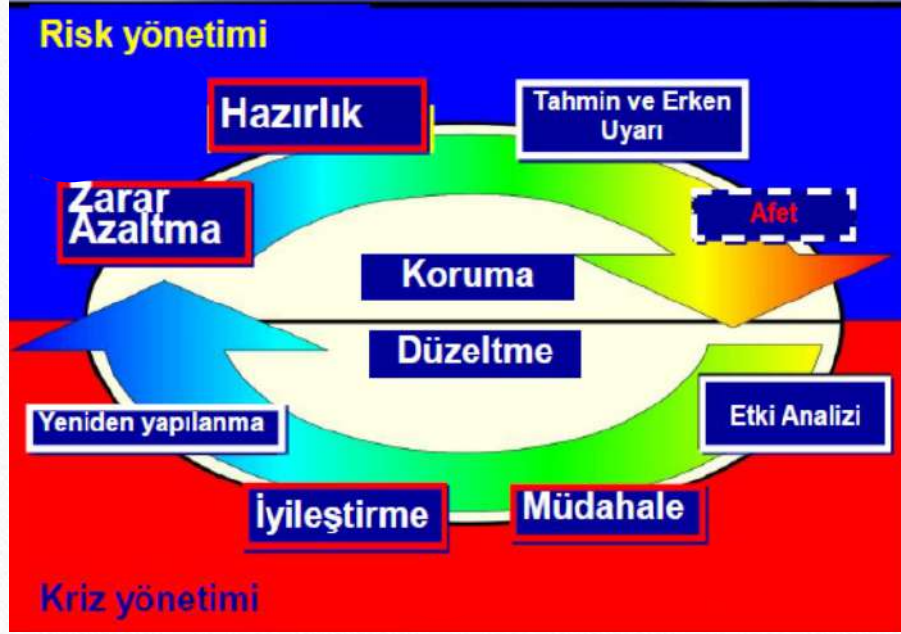 Risk yönetimi
Hazırlık
Tahmin ve Erken
Uyarı
Zarar
Azaltma
Afet
Koruma
Düzeltme
Yeniden yapılanma
Etki Analizi
İyileştirme
Müdahale
Kriz yönetimi